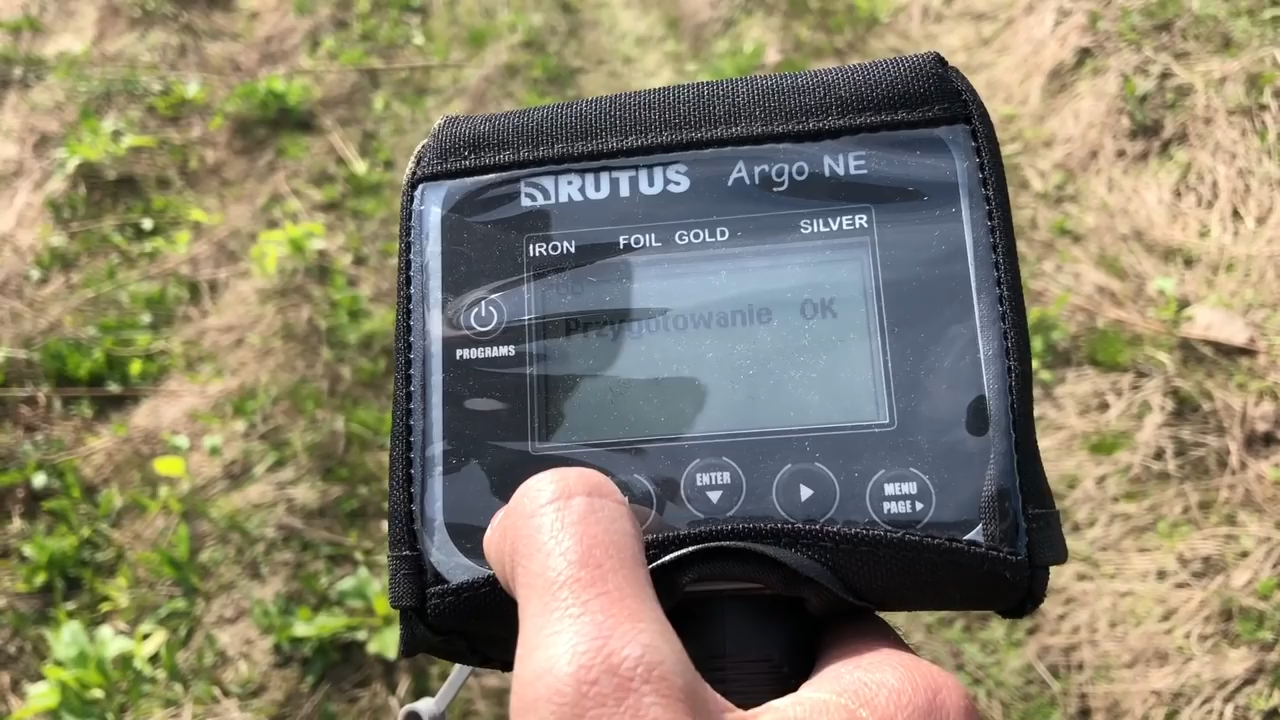 RUTUS Argo NE
IRON FOIL GOLD SILVER
Przygotowanie OK
PROGRAMS
ENTER
MENU
PAGE